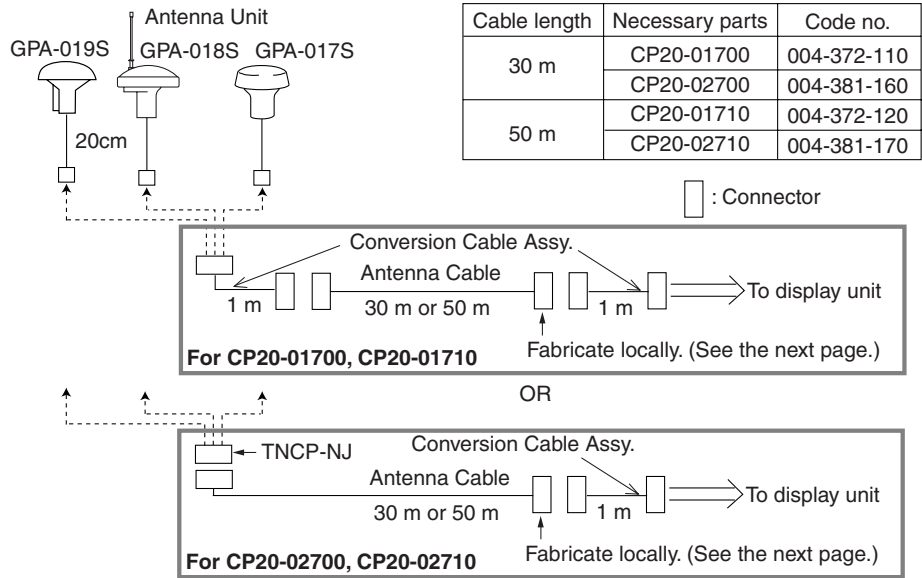 Antenna Unit
GPA-019S GPA-018S GPA-017S
20cm
Cable length Necessary parts Code no.
30 m CP20-01700 004-372-110
CP20-02700 004-381-160
50 m CP20-01710 004-372-120
CP20-02710 004-381-170
: Connector
Conversion Cable Assy.
Antenna Cable
1 m 30 m or 50 m 1 m To display unit
Fabricate locally. (See the next page.)
For CP20-01700, CP20-01710
OR
TNCP-NJ
Conversion Cable Assy.
Antenna Cable
30 m or 50 m 1 m To display unit
Fabricate locally. (See the next page.)
For CP20-02700, CP20-02710